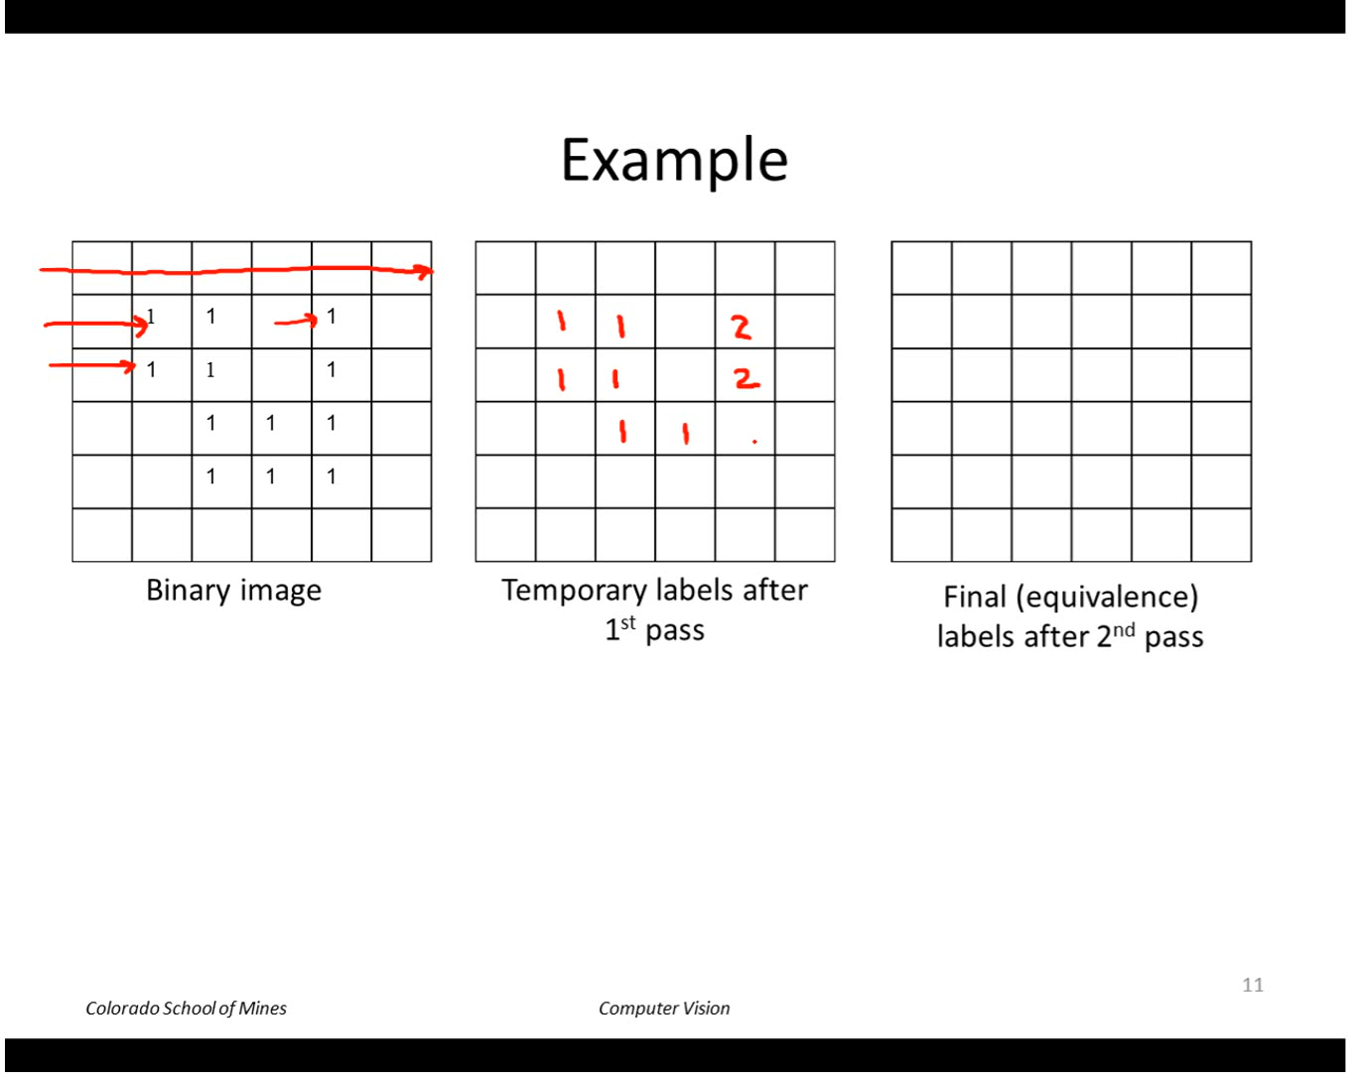 Example
1 1 1
1 1 1
1 1 1
1 1 1
1 1 2
1 1 2
1 1 .
Binary image
Temporary labels after
1st pass
Final (equivalence)
labels after 2nd pass
11
Colorado School of Mines
Computer Vision